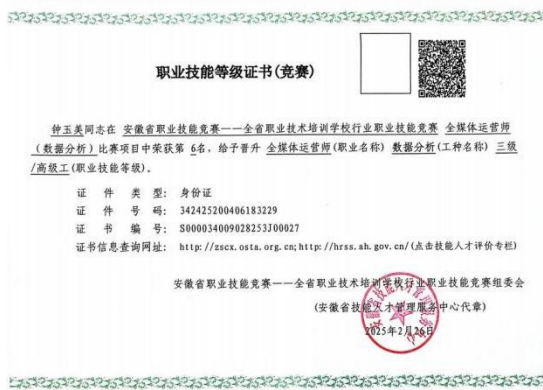 职业技能等级证书(竞赛)
钟玉美同志在 安徽省职业技能竞赛——全省职业技术培训学校行业职业技能竞赛 全媒体运营师
(数据分析)比赛项目中荣获第 6名，给予晋升 全媒体运营师(职业名称) 数据分析(工种名称) 三级
/高级工(职业技能等级)。
证件类型: 身份证
证件号码: 342425200406183229
证书编号: S000034009028253J00027
证书信息查询网址: http://zscx.osta.org.cn;http://hrss.ah.gov.cn/(点击技能人才评价专栏)
安徽省职业技能竞赛——全省职业技术培训学校行业职业技能竞赛组委会
(安徽省技能人才管理服务中心代章)
2025年2月26日